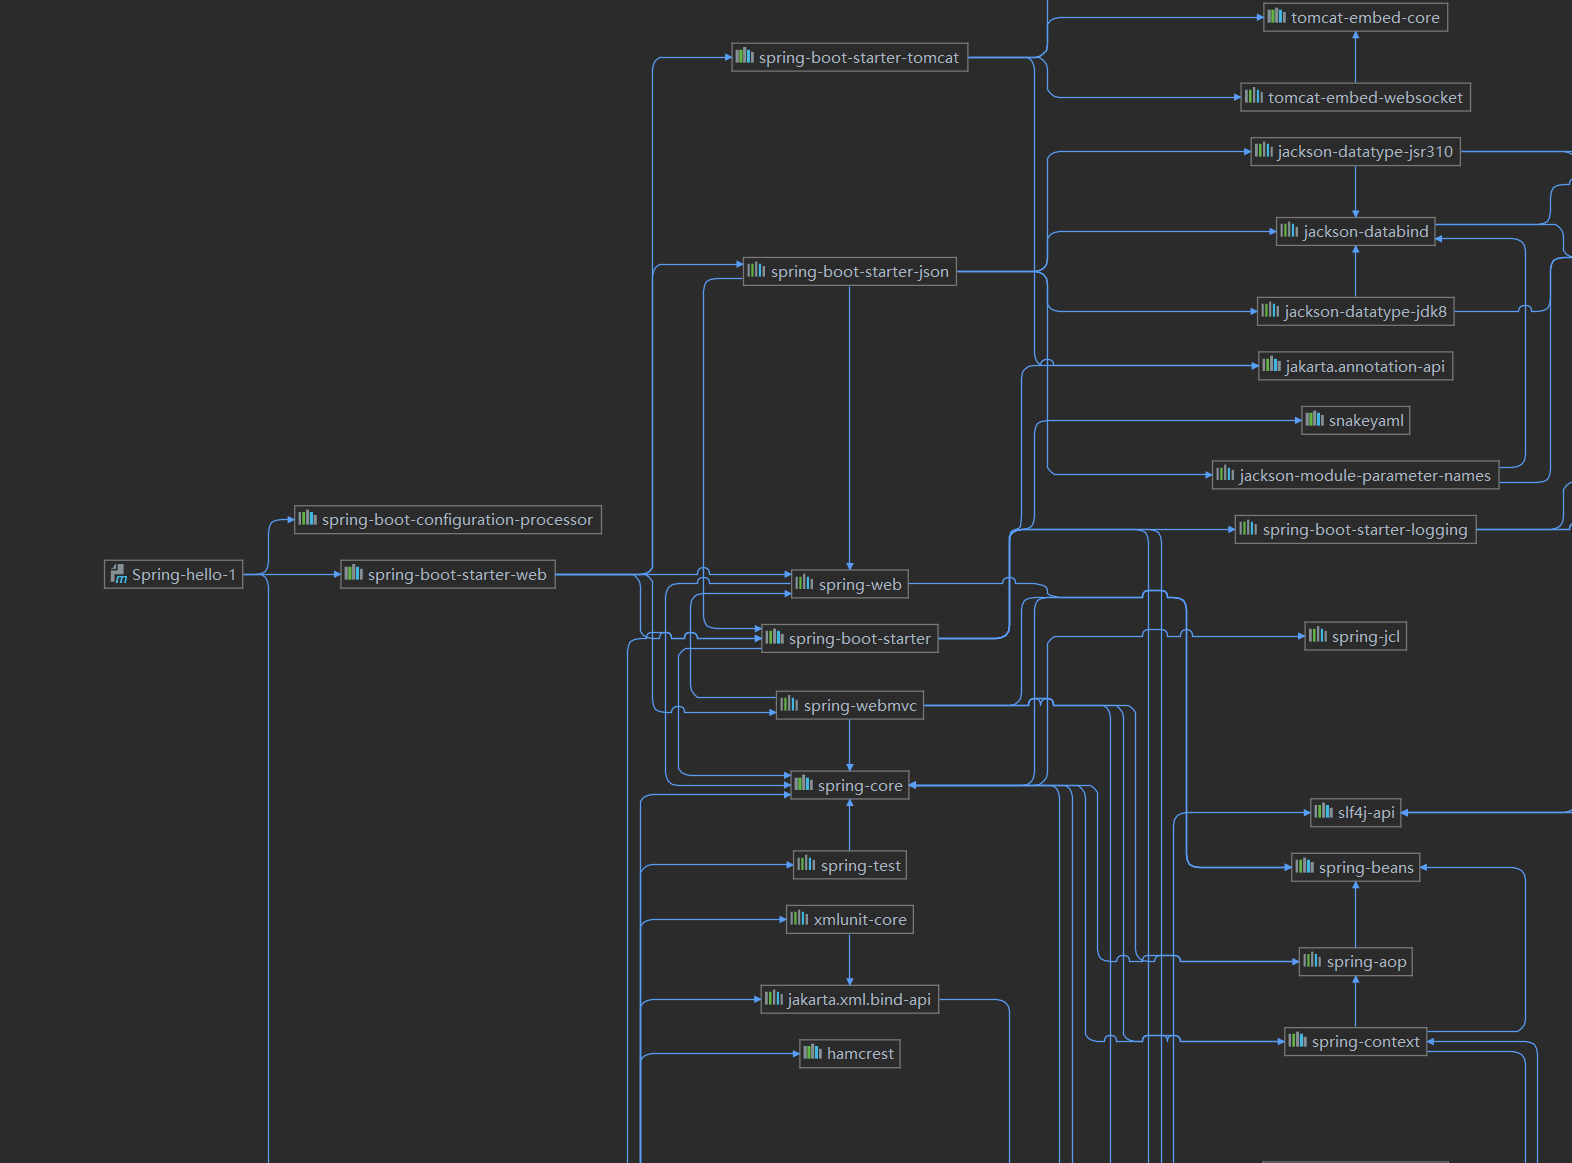 tomcat-embed-core
spring-boot-starter-tomcat
tomcat-embed-websocket
jackson-datatype-jsr310
jackson-databind
spring-boot-starter-json
jackson-datatype-jdk8
jakarta.annotation-api
snakeyaml
jackson-module-parameter-names
spring-boot-configuration-processor
spring-boot-starter-logging
Spring-hello-1
spring-boot-starter-web
spring-web
spring-boot-starter
spring-jcl
spring-webmvc
spring-core
slf4j-api
spring-test
spring-beans
xmlunit-core
spring-aop
jakarta.xml.bind-api
spring-context
hamcrest